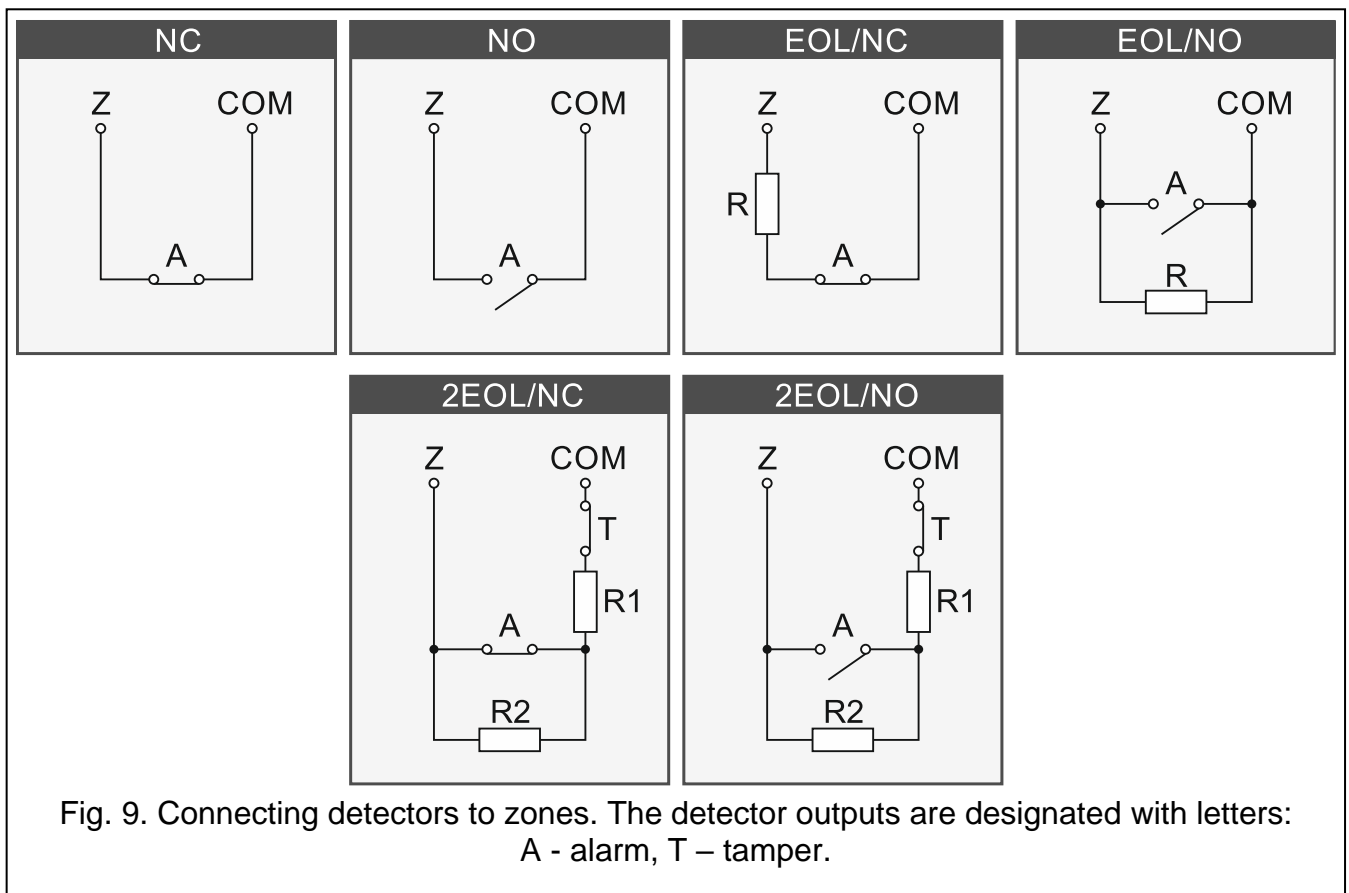 NC
Z COM
A
NO
Z COM
A
EOL/NC
Z COM
R
A
EOL/NO
Z COM
A
R
2EOL/NC
Z COM
T
R1
A
R2
2EOL/NO
Z COM
T
R1
A
R2
Fig. 9. Connecting detectors to zones. The detector outputs are designated with letters:
A - alarm, T – tamper.